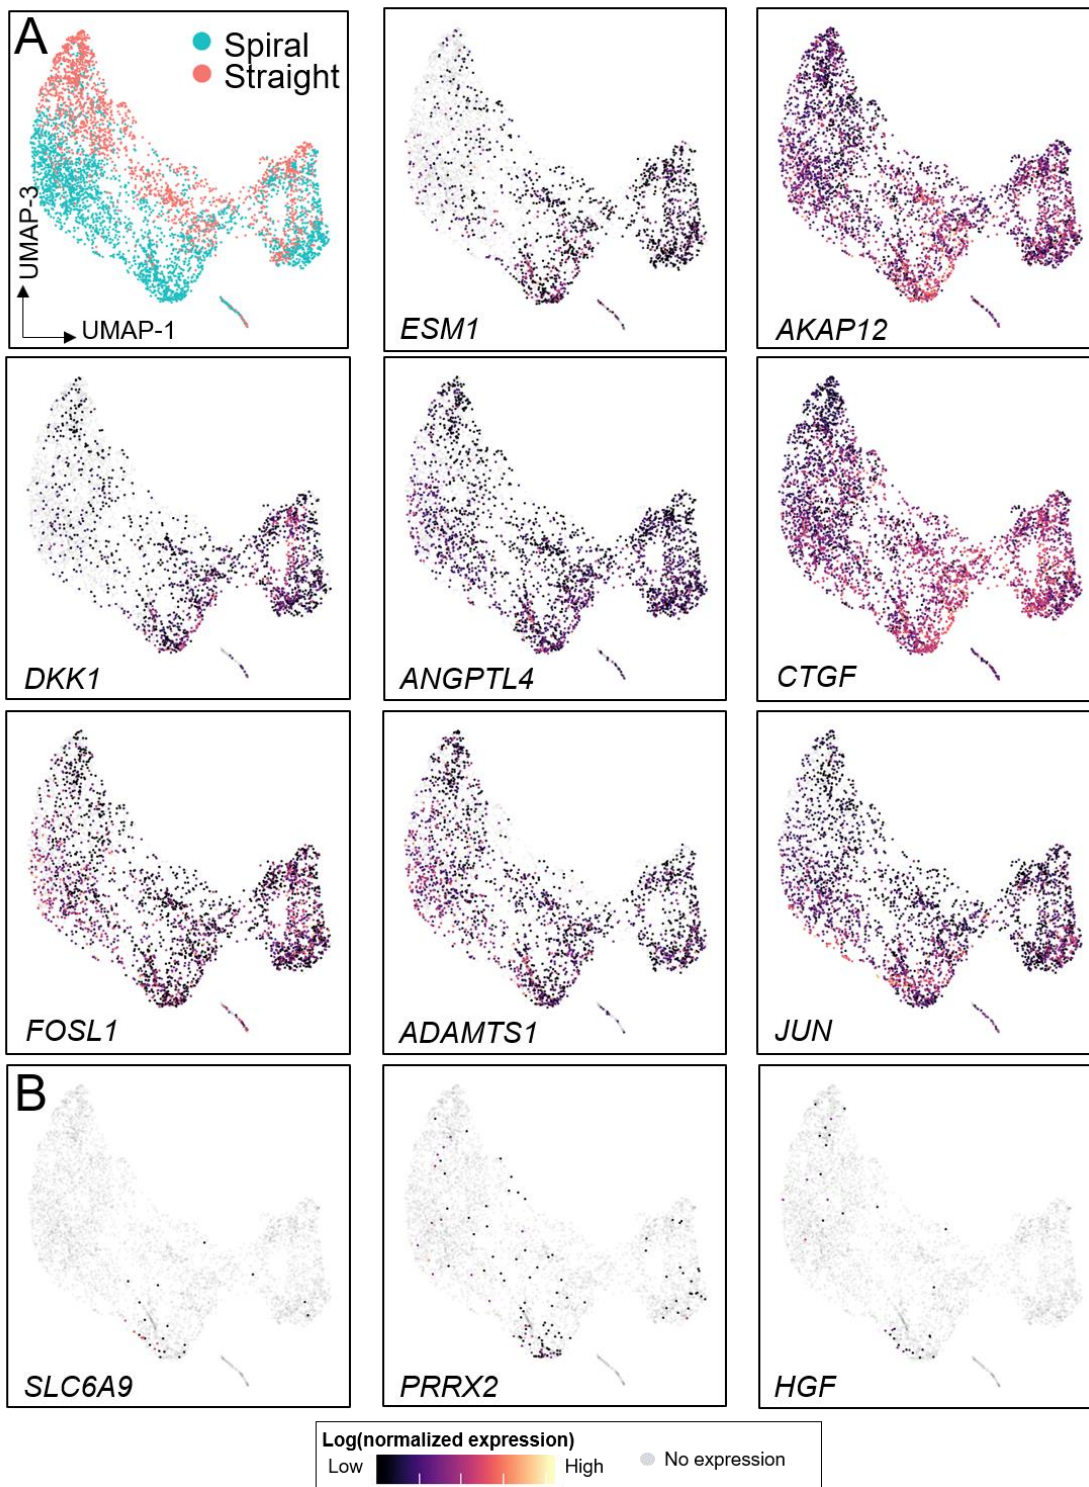 A
Spiral
Straight
UMAP-3
UMAP-1
ESM1
AKAP12
DKK1
ANGPTL4
CTGF
FOSL1
ADAMTS1
JUN
B
SLC6A9
PRRX2
HGF
Log(normalized expression)
Low High No expression